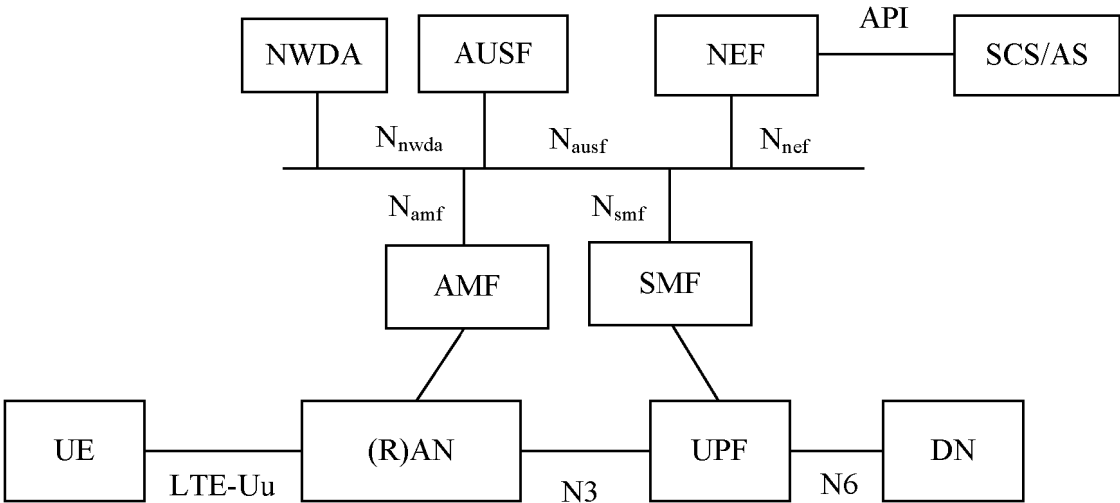 API
NWDA
AUSF
NEF
SCS/AS
Nnwda
Nausf
Nnef
Namf
Nsmf
AMF
SMF
UE
(R)AN
UPF
DN
LTE-Uu
N3
N6